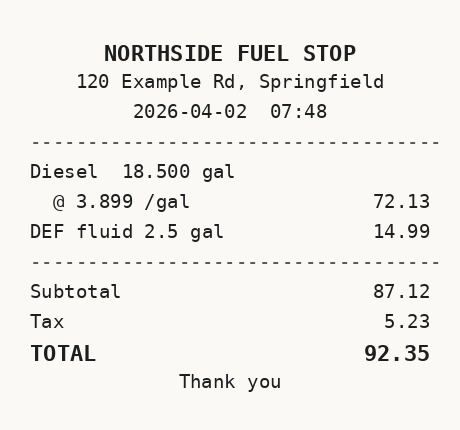 NORTHSIDE FUEL STOP
120 Example Rd, Springfield
2026-04-02  07:48
------------------------------------
Diesel  18.500 gal
  @ 3.899 /gal                72.13
DEF fluid 2.5 gal             14.99
------------------------------------
Subtotal                      87.12
Tax                            5.23
TOTAL                         92.35
Thank you